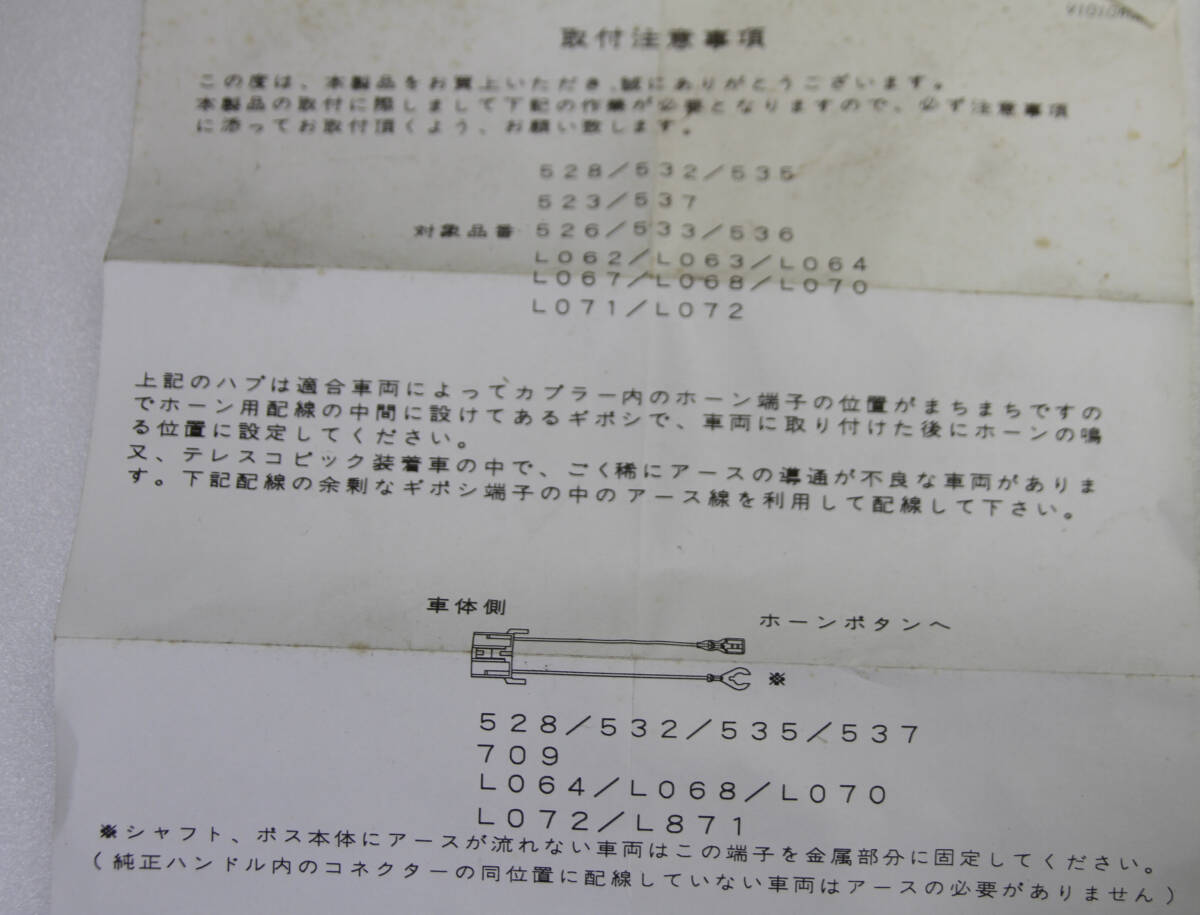 取付注意事項
この度は、本製品をお買上いただき、誠にありがとうございます。
本製品の取付に際しまして下記の作業が必要となりますので、必ず注意事項
に添ってお取付頂くよう、お願い致します。
528/532/535
523/537
対象品番 526/533/536
L062/L063/L064
L067/L068/L070
L071/L072
上記のハブは適合車両によってカプラー内のホーン端子の位置がまちまちですの
でホーン用配線の中間に設けてあるギボシで、車両に取り付けた後にホーンの鳴
る位置に設定してください。
又、テレスコピック装着車の中で、ごく稀にアースの導通が不良な車両がありま
す。下記配線の余剰なギボシ端子の中のアース線を利用して配線して下さい。
車体側
ホーンボタンへ
※
528/532/535/537
709
L064/L068/L070
L072/L871
※シャフト、ボス本体にアースが流れない車両はこの端子を金属部分に固定してください。
(純正ハンドル内のコネクターの同位置に配線していない車両はアースの必要がありません)